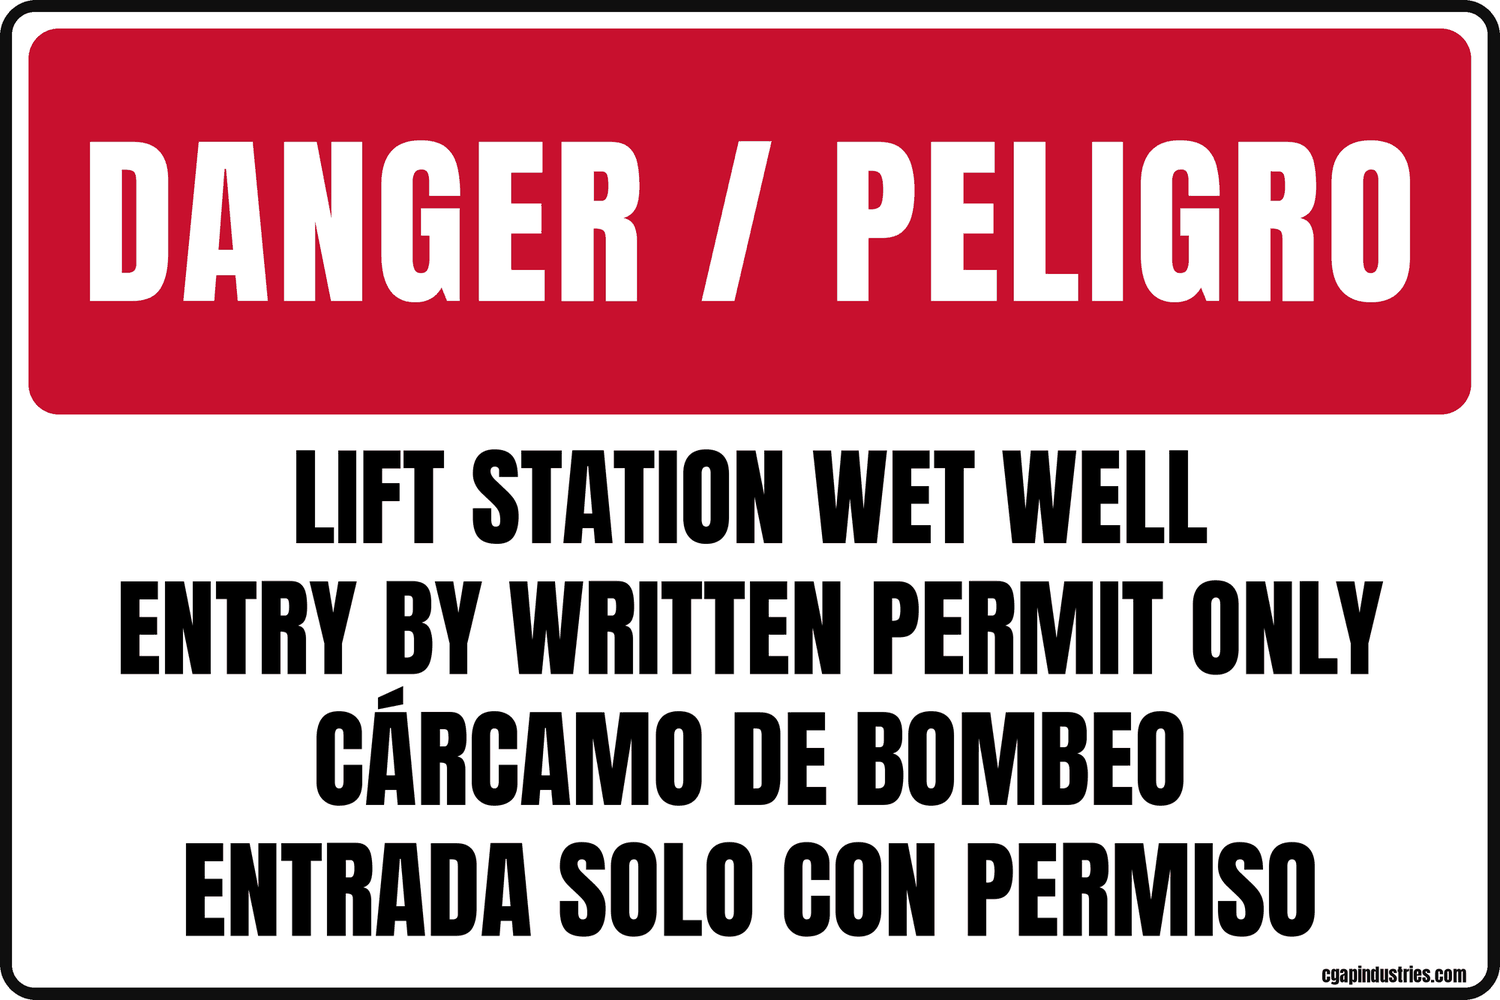 DANGER / PELIGRO
LIFT STATION WET WELL
ENTRY BY WRITTEN PERMIT ONLY
CÁRCAMO DE BOMBEO
ENTRADA SOLO CON PERMISO
cgapindustries.com